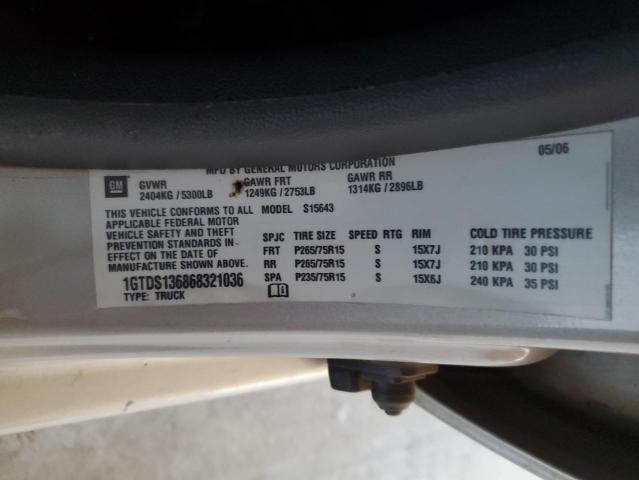 MFD BY GENERAL MOTORS CORPORATION
05/06
GM
GVWR GAWR FRT GAWR RR
2404KG / 5300LB 1249KG / 2753LB 1314KG / 2896LB
THIS VEHICLE CONFORMS TO ALL MODEL S15643
APPLICABLE FEDERAL MOTOR
VEHICLE SAFETY AND THEFT
PREVENTION STANDARDS IN
EFFECT ON THE DATE OF
MANUFACTURE SHOWN ABOVE.
1GTDS136868321036
TYPE: TRUCK
SPJC TIRE SIZE SPEED RTG RIM COLD TIRE PRESSURE
FRT P265/75R15 S 15X7J 210 KPA 30 PSI
RR P265/75R15 S 15X7J 210 KPA 30 PSI
SPA P235/75R15 S 15X6J 240 KPA 35 PSI